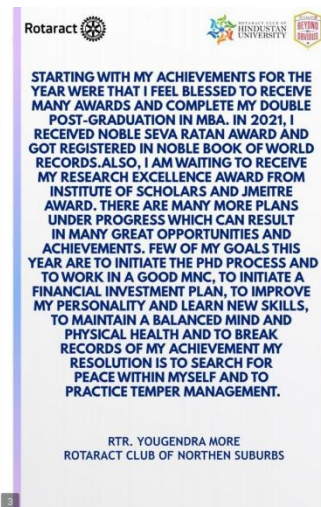 Rotaract
ROTARACT CLUB OF
HINDUSTAN
UNIVERSITY
BEYOND
OBVIOUS
STARTING WITH MY ACHIEVEMENTS FOR THE
YEAR WERE THAT I FEEL BLESSED TO RECEIVE
MANY AWARDS AND COMPLETE MY DOUBLE
POST-GRADUATION IN MBA. IN 2021, I
RECEIVED NOBLE SEVA RATAN AWARD AND
GOT REGISTERED IN NOBLE BOOK OF WORLD
RECORDS.ALSO, I AM WAITING TO RECEIVE
MY RESEARCH EXCELLENCE AWARD FROM
INSTITUTE OF SCHOLARS AND JMEITRE
AWARD. THERE ARE MANY MORE PLANS
UNDER PROGRESS WHICH CAN RESULT
IN MANY GREAT OPPORTUNITIES AND
ACHIEVEMENTS. FEW OF MY GOALS THIS
YEAR ARE TO INITIATE THE PHD PROCESS AND
TO WORK IN A GOOD MNC, TO INITIATE A
FINANCIAL INVESTMENT PLAN, TO IMPROVE
MY PERSONALITY AND LEARN NEW SKILLS,
TO MAINTAIN A BALANCED MIND AND
PHYSICAL HEALTH AND TO BREAK
RECORDS OF MY ACHIEVEMENT MY
RESOLUTION IS TO SEARCH FOR
PEACE WITHIN MYSELF AND TO
PRACTICE TEMPER MANAGEMENT.
RTR. YOUGENDRA MORE
ROTARACT CLUB OF NORTHEN SUBURBS
3